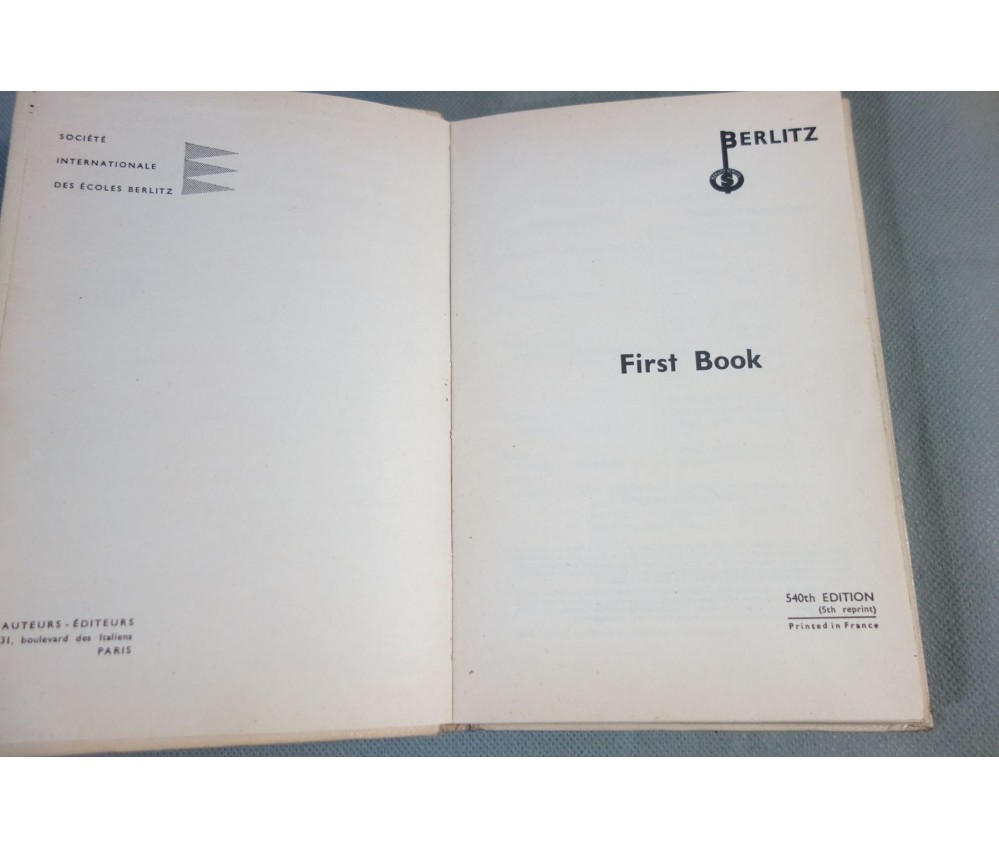 SOCIÉTÉ
INTERNATIONALE
DES ÉCOLES BERLITZ
AUTEURS - ÉDITEURS
31, boulevard des Italiens
PARIS
BERLITZ
First Book
540th EDITION
(5th reprint)
Printed in France